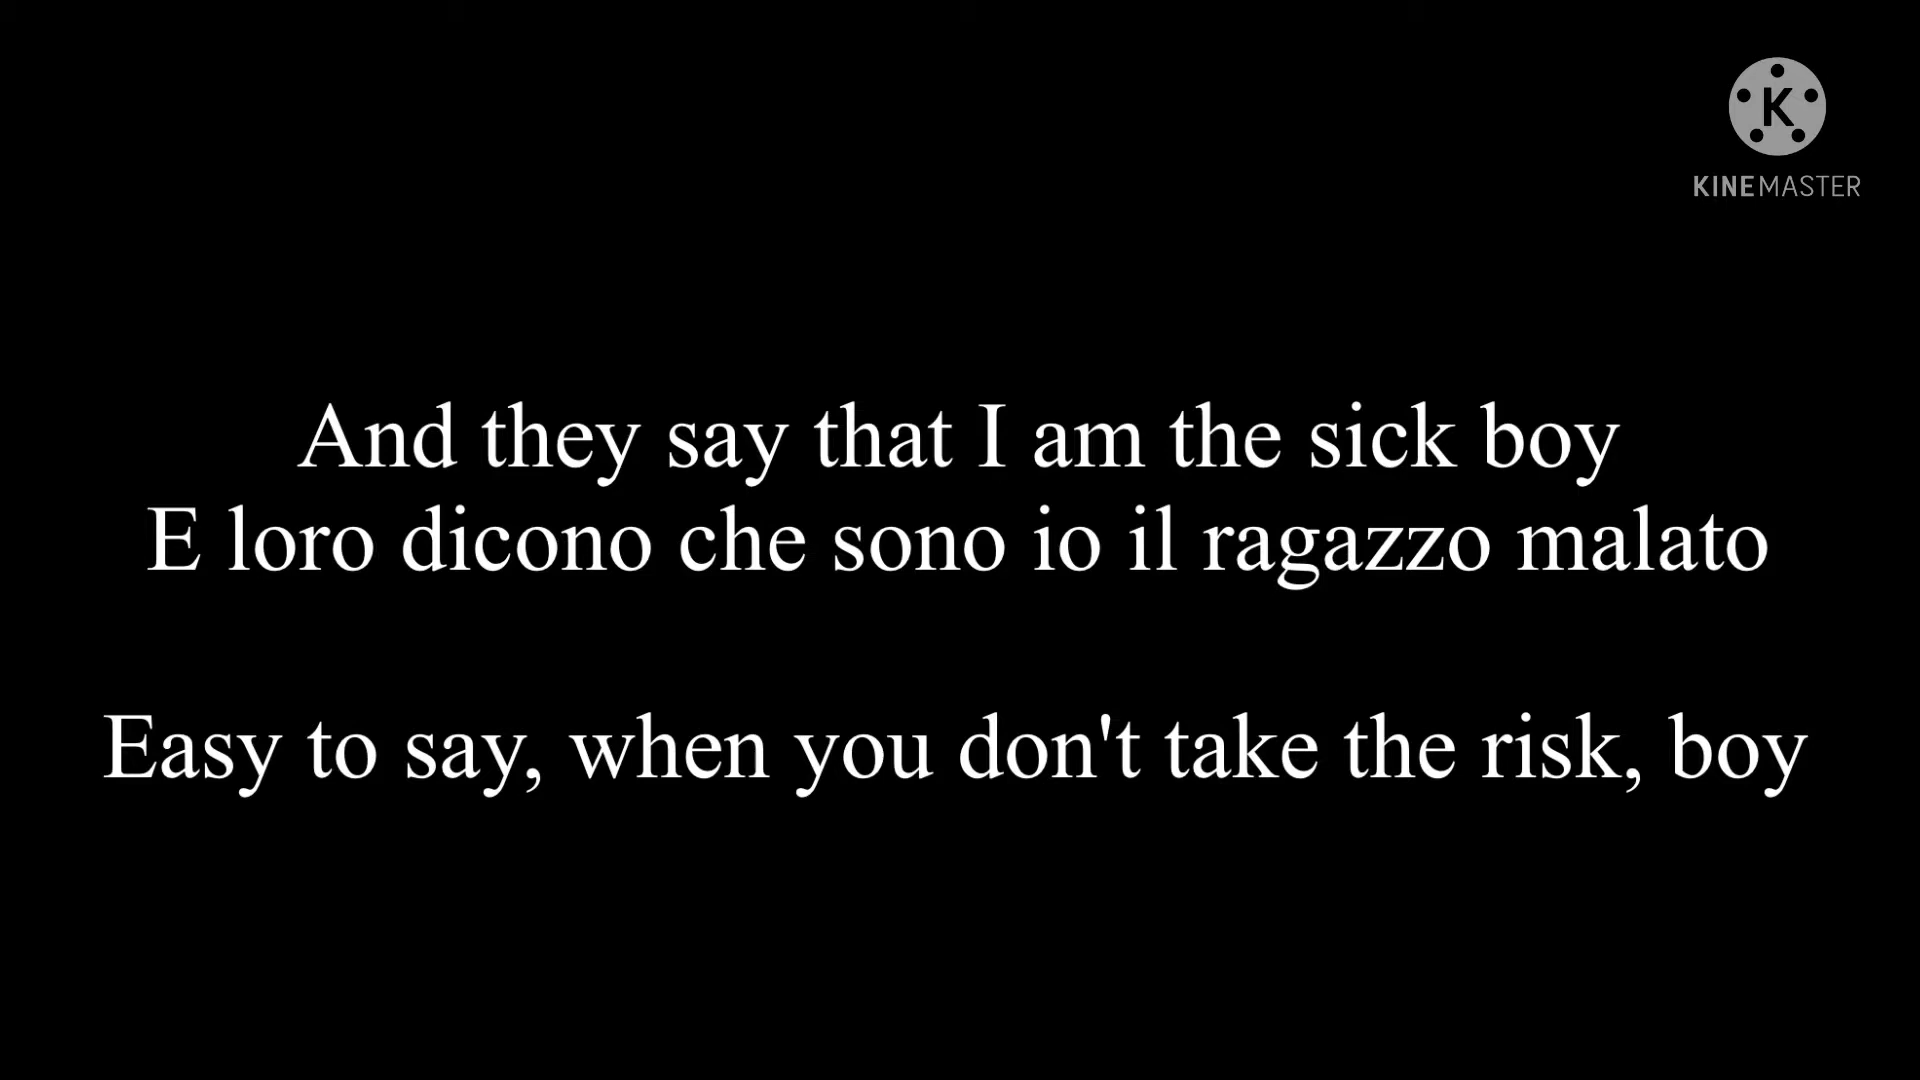 K
KINEMASTER
And they say that I am the sick boy
E loro dicono che sono io il ragazzo malato
Easy to say, when you don't take the risk, boy